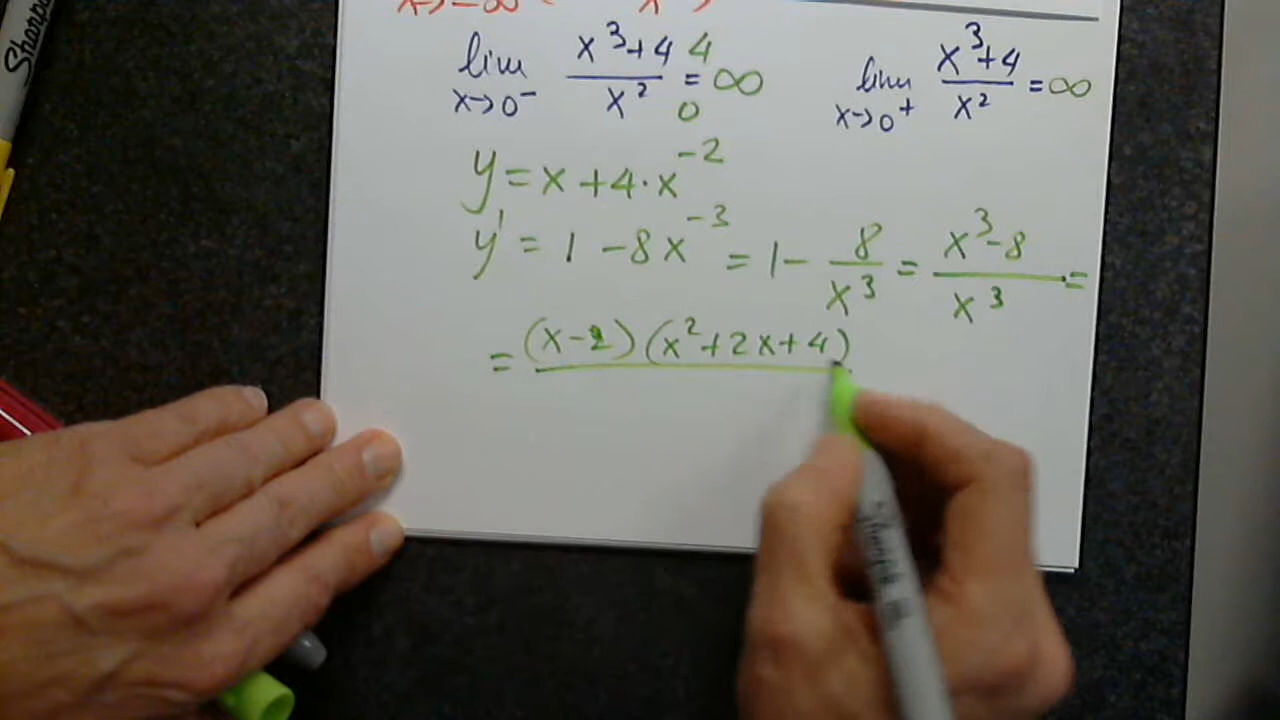 Sharpie
x→-∞ x
lim x→0⁻ x³+4/x² 4/0 = ∞ lim x→0⁺ x³+4/x² = ∞
y = x + 4·x⁻²
y' = 1 - 8x⁻³ = 1 - 8/x³ = x³-8/x³ =
= (x-2)(x²+2x+4)
Sharpie